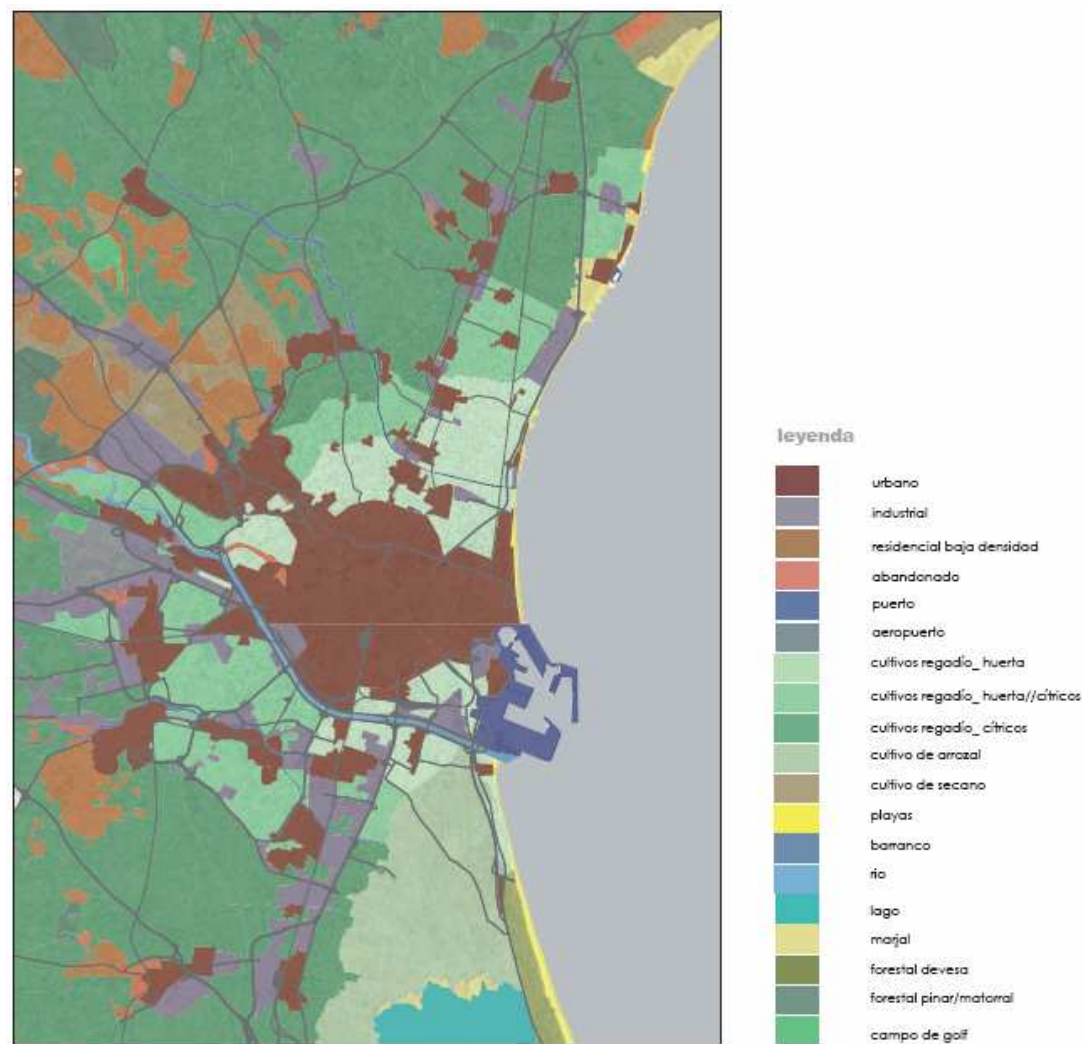 leyenda
urbano
industrial
residencial baja densidad
abandonado
puerto
aeropuerto
cultivos regadío_ huerta
cultivos regadío_ huerta//cítricos
cultivos regadío_ cítricos
cultivo de arrozal
cultivo de secano
playas
barranco
rio
lago
marjal
forestal devesa
forestal pinar/matorral
campo de golf